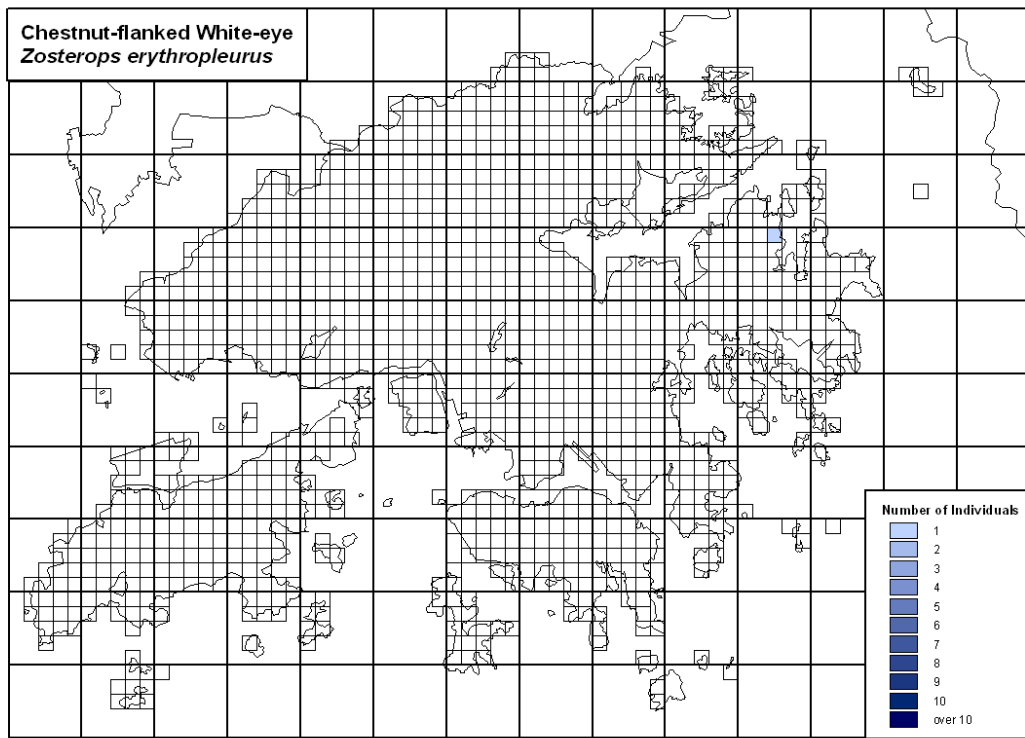 Chestnut-flanked White-eye
Zosterops erythropleurus
Number of Individuals
1
2
3
4
5
6
7
8
9
10
over 10